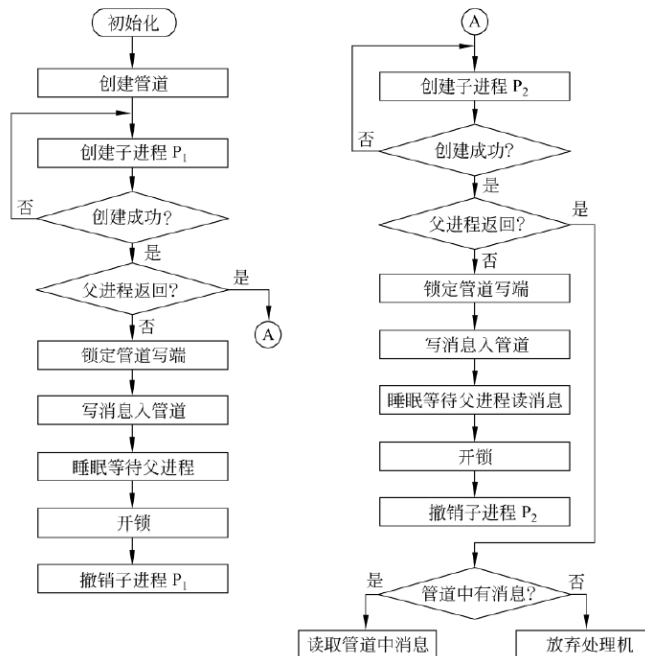 初始化
创建管道
创建子进程 P₁
否
创建成功?
是
父进程返回?
是
A
否
锁定管道写端
写消息入管道
睡眠等待父进程
开锁
撤销子进程 P₁
A
创建子进程 P₂
否
创建成功?
是
父进程返回?
是
否
锁定管道写端
写消息入管道
睡眠等待父进程读消息
开锁
撤销子进程 P₂
是
管道中有消息?
否
读取管道中消息
放弃处理机